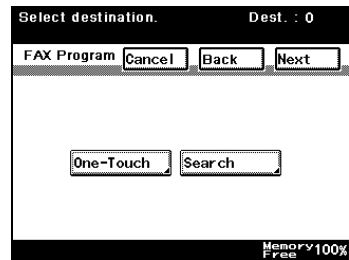 Select destination. Dest. : 0
FAX Program Cancel Back Next
One-Touch Search
Memory Free 100%